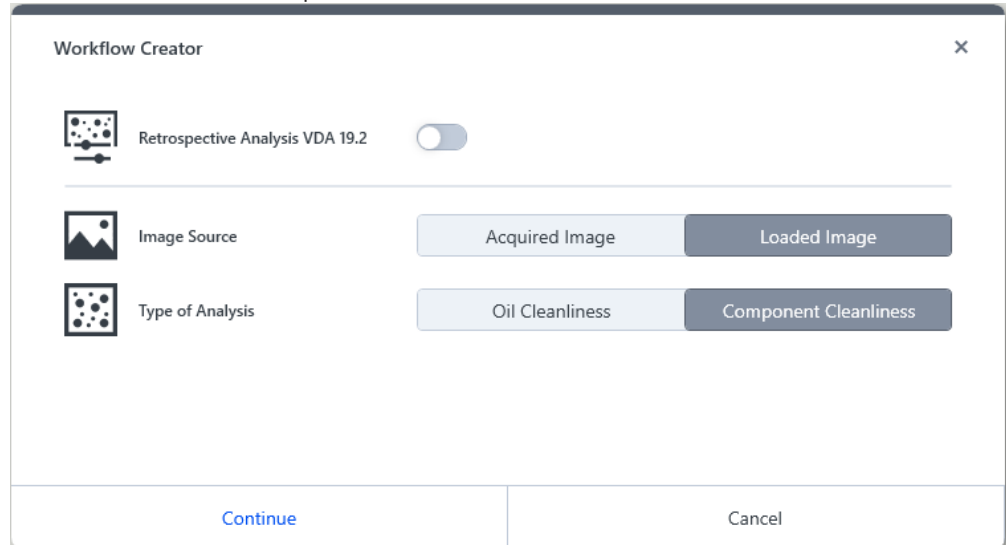 Workflow Creator
Retrospective Analysis VDA 19.2
Image Source
Acquired Image
Loaded Image
Type of Analysis
Oil Cleanliness
Component Cleanliness
Continue
Cancel